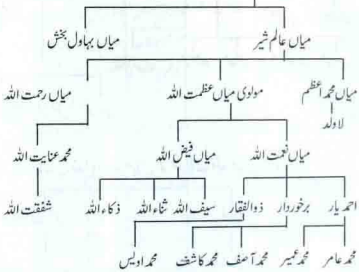 میاں عالم شیر میاں بہاول بخش
میاں محمد اعظم مولوی میاں عظمت اللہ میاں رحمت اللہ
لاولد
میاں نعمت اللہ میاں فیض اللہ محمد عنایت اللہ
احمد یار برخوردار ذوالفقار سیف اللہ ثناء اللہ ذکاء اللہ شفقت اللہ
محمد عامر محمد عمیر محمد آصف محمد کاشف محمد اویس